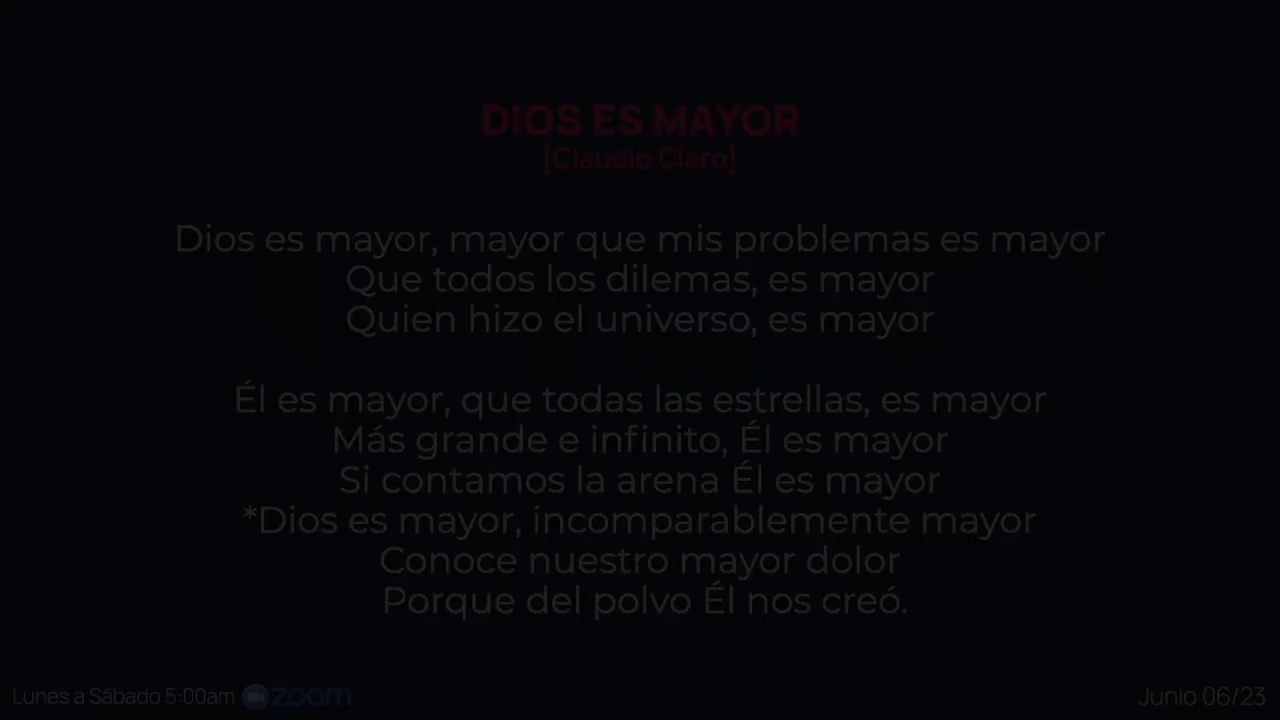 DIOS ES MAYOR
[Claudio Claro]
Dios es mayor, mayor que mis problemas es mayor
Que todos los dilemas, es mayor
Quien hizo el universo, es mayor
Él es mayor, que todas las estrellas, es mayor
Más grande e infinito, Él es mayor
Si contamos la arena Él es mayor
*Dios es mayor, incomparablemente mayor
Conoce nuestro mayor dolor
Porque del polvo Él nos creó.
Lunes a Sábado 5:00am zoom
Junio 06/23